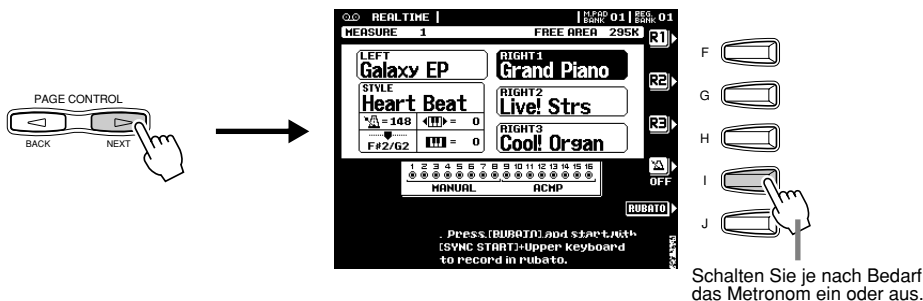 PAGE CONTROL
BACK NEXT
REALTIME M.PAD BANK 01 REG. BANK 01
MEASURE 1 FREE AREA 295K
R1
LEFT
Galaxy EP
RIGHT1
Grand Piano
R2
STYLE
Heart Beat
RIGHT2
Live! Strs
=148 = 0
R3
F#2/G2 = 0
RIGHT3
Cool! Organ
1 2 3 4 5 6 7 8 9 10 11 12 13 14 15 16
MANUAL ACMP
OFF
RUBATO
. Press [RUBATO] and start with
[SYNC START]+Upper keyboard
to record in rubato.
F
G
H
I
J
Schalten Sie je nach Bedarf
das Metronom ein oder aus.